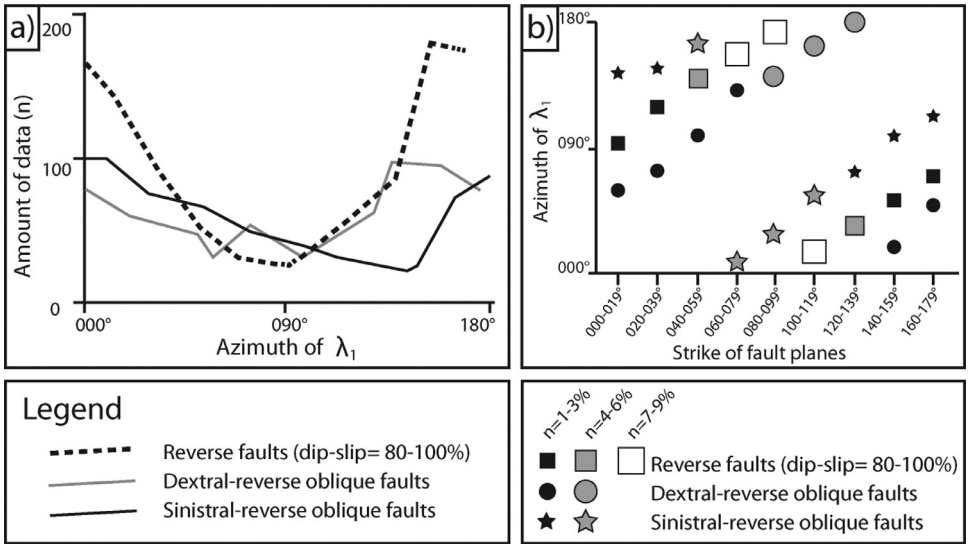 a)
200
100
0
Amount of data (n)
000° 090° 180°
Azimuth of λ₁
b)
180°
090°
000°
Azimuth of λ₁
000-019° 020-039° 040-059° 060-079° 080-099° 100-119° 120-139° 140-159° 160-179°
Strike of fault planes
Legend
Reverse faults (dip-slip= 80-100%)
Dextral-reverse oblique faults
Sinistral-reverse oblique faults
n=1-3% n=4-6% n=7-9%
Reverse faults (dip-slip= 80-100%)
Dextral-reverse oblique faults
Sinistral-reverse oblique faults